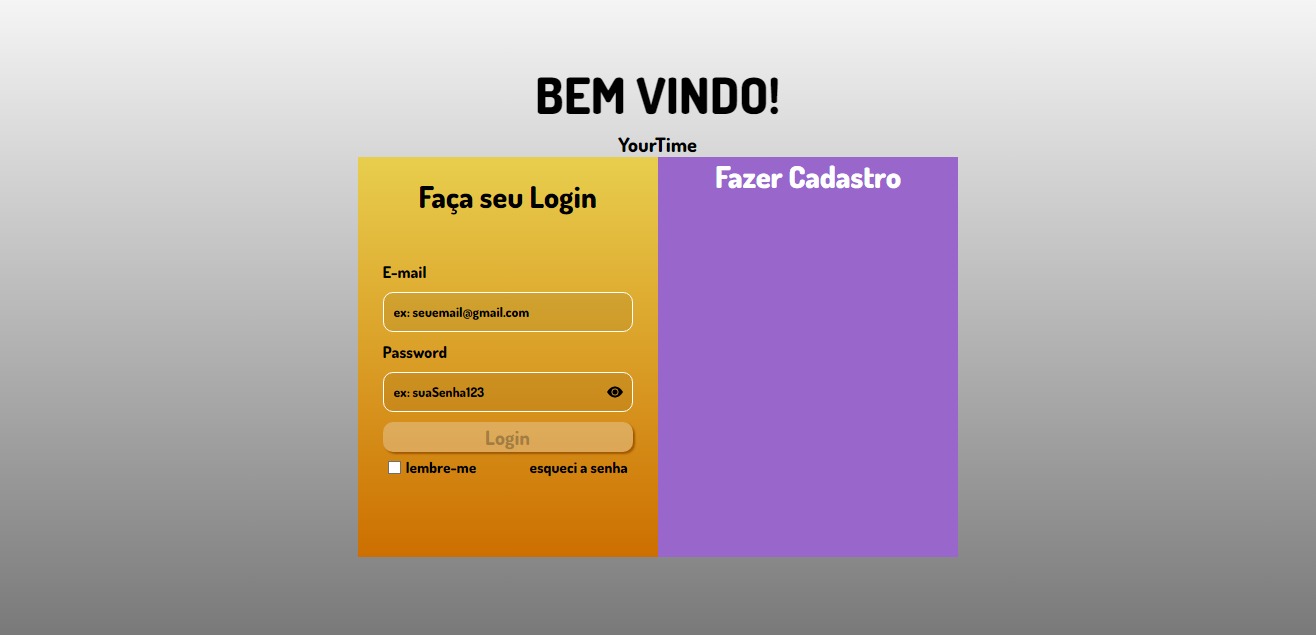 BEM VINDO!
YourTime
Faça seu Login
Fazer Cadastro
E-mail
ex: seuemail@gmail.com
Password
ex: suaSenha123
Login
lembre-me
esqueci a senha